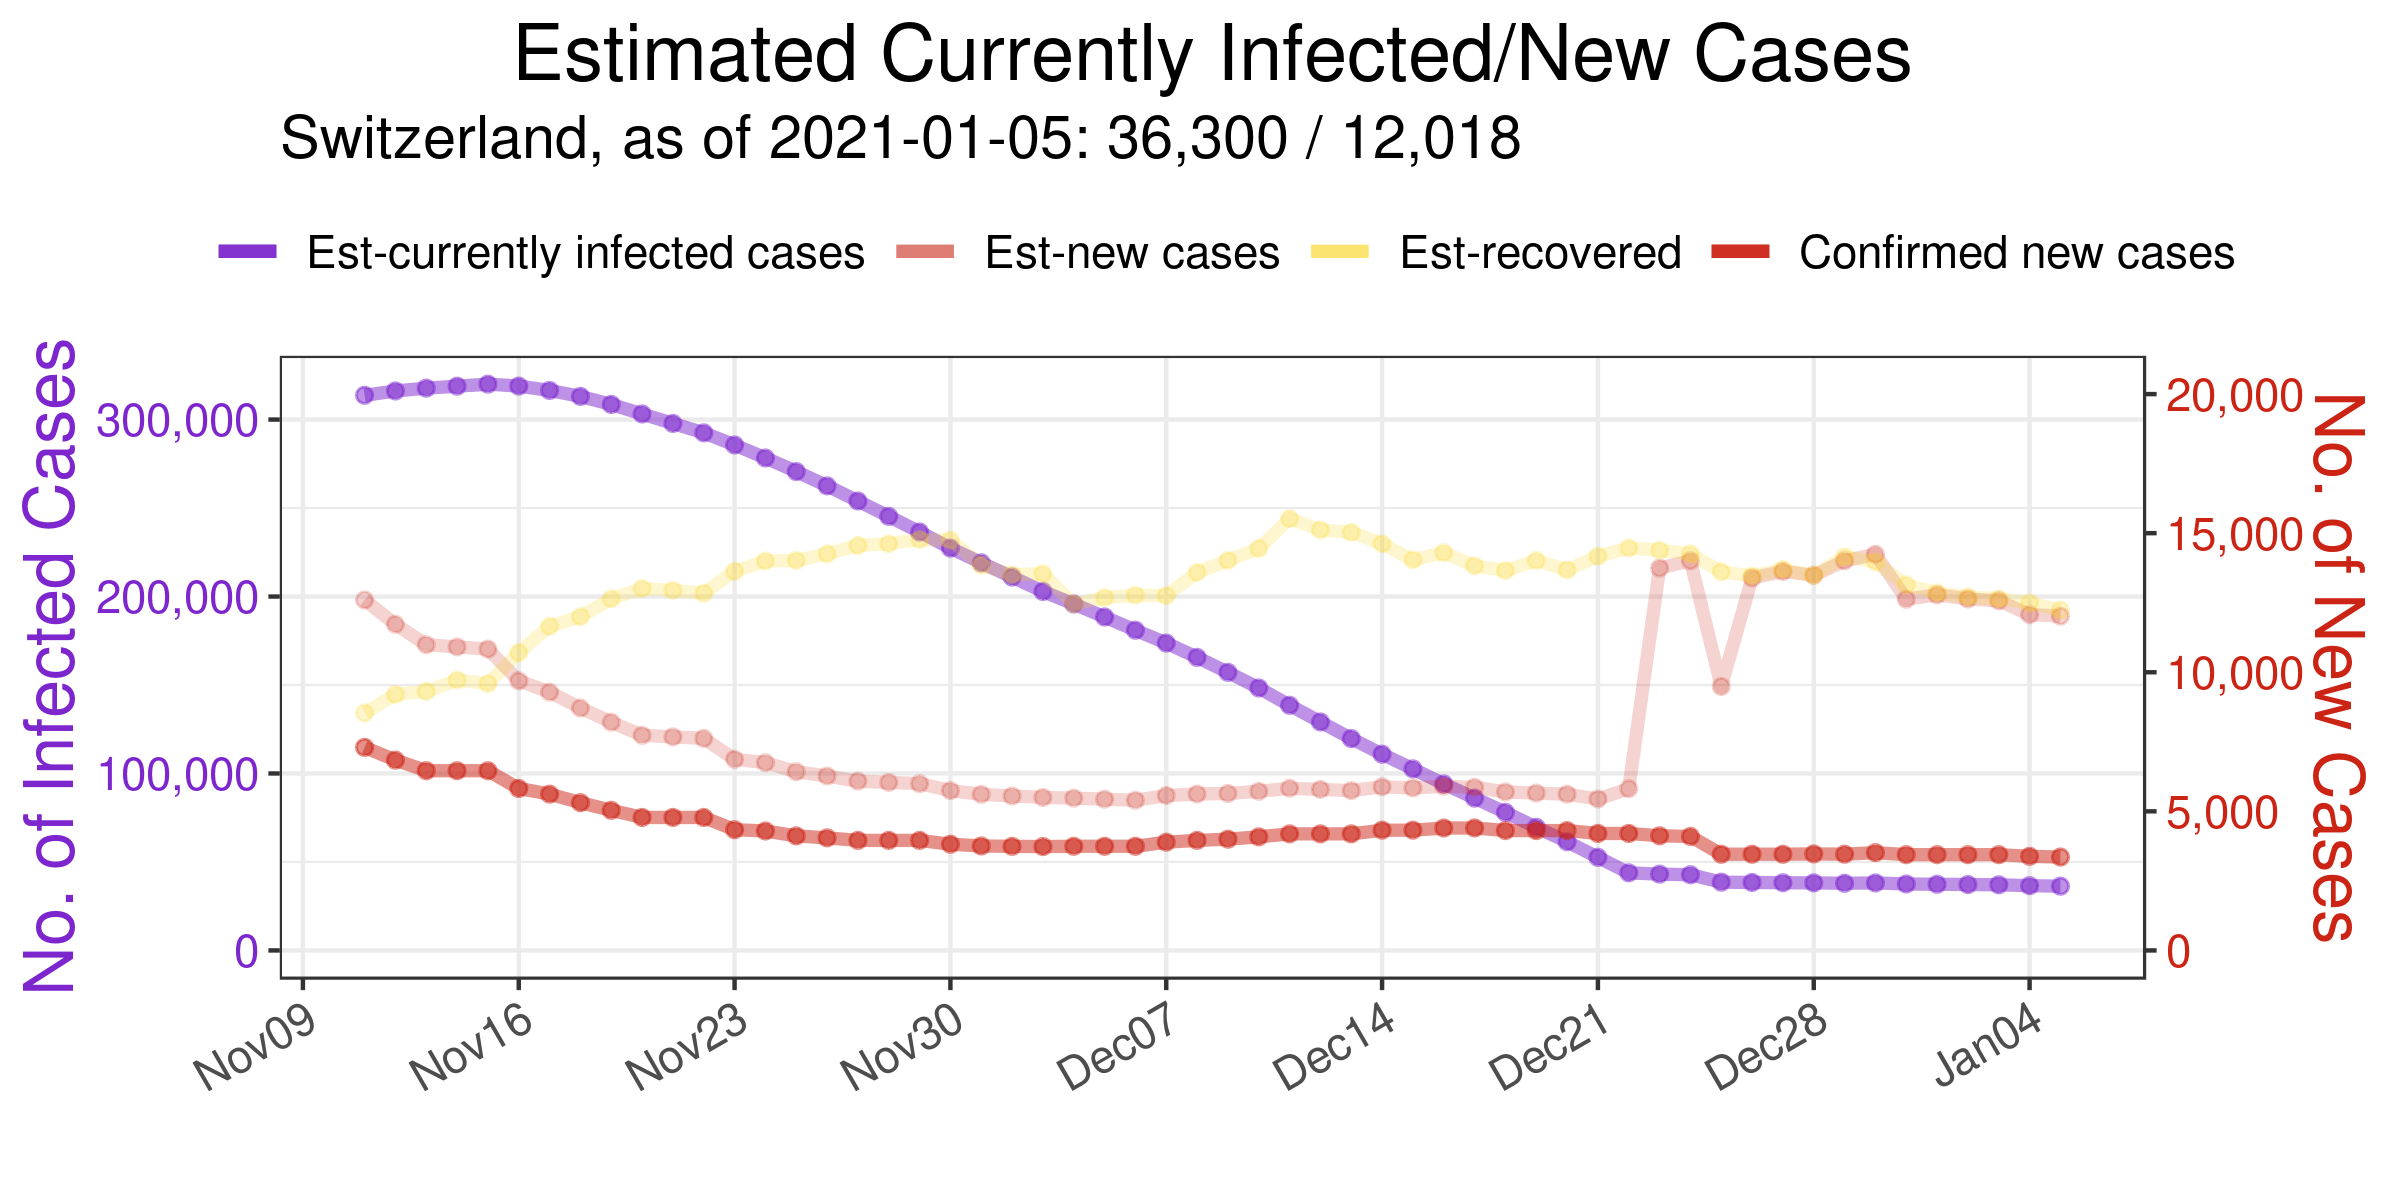 Estimated Currently Infected/New Cases
Switzerland, as of 2021-01-05: 36,300 / 12,018
Est-currently infected cases Est-new cases Est-recovered Confirmed new cases
No. of Infected Cases
300,000
200,000
100,000
0
20,000
15,000
10,000
5,000
0
No. of New Cases
Nov09 Nov16 Nov23 Nov30 Dec07 Dec14 Dec21 Dec28 Jan04